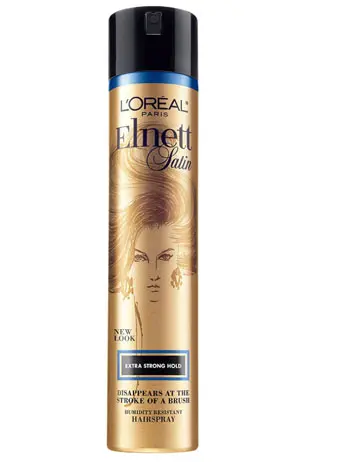 L'ORÉAL
PARIS
Elnett
Satin
NEW
LOOK
EXTRA STRONG HOLD
DISAPPEARS AT THE
STROKE OF A BRUSH
HUMIDITY RESISTANT
HAIRSPRAY